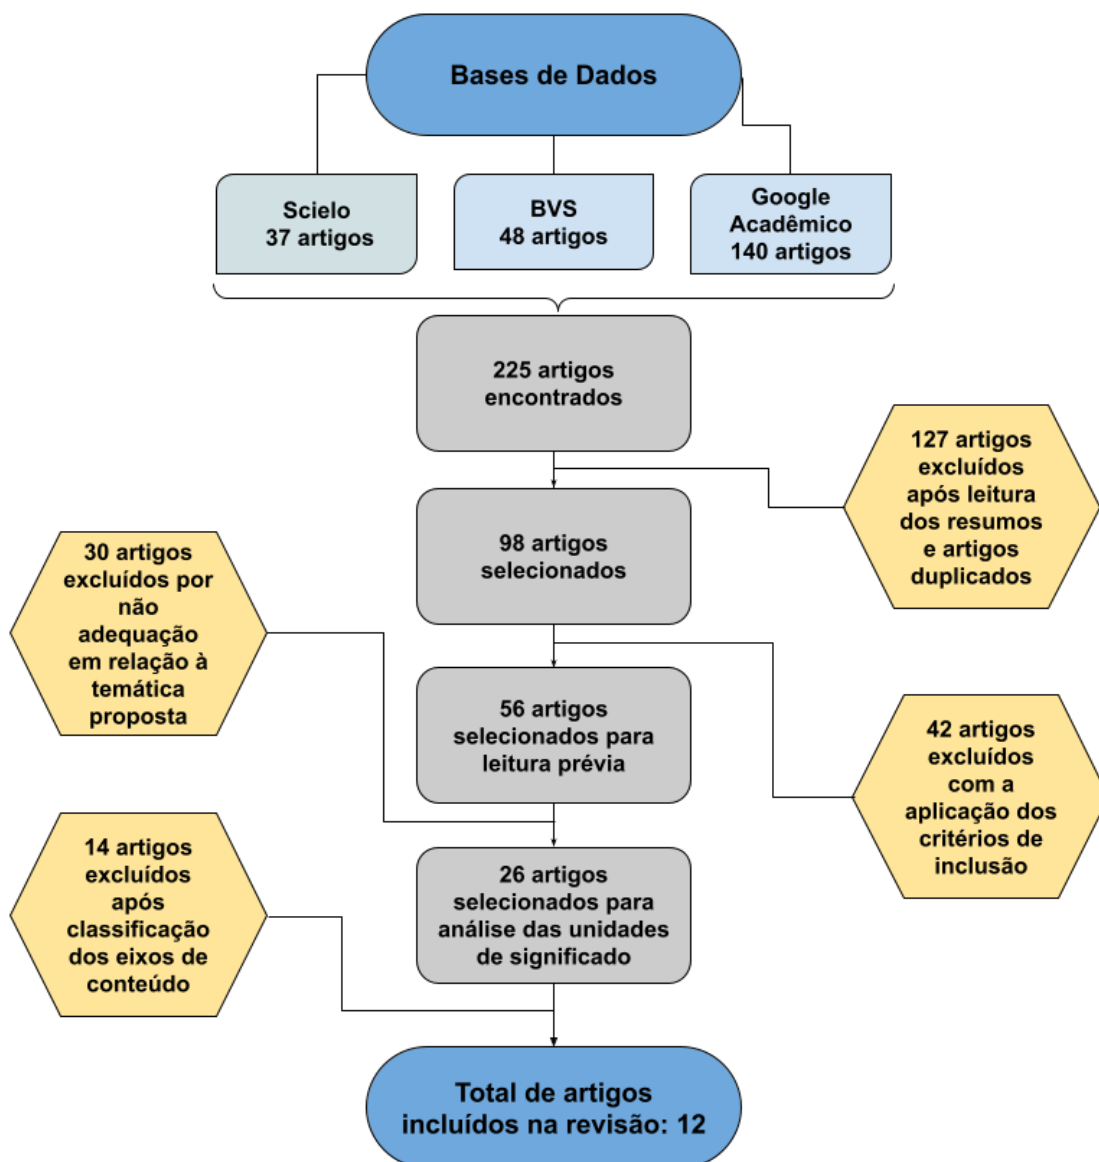 Bases de Dados
Scielo
37 artigos
BVS
48 artigos
Google
Acadêmico
140 artigos
225 artigos
encontrados
127 artigos
excluídos
após leitura
dos resumos
e artigos
duplicados
98 artigos
selecionados
30 artigos
excluídos por
não
adequação
em relação à
temática
proposta
56 artigos
selecionados para
leitura prévia
42 artigos
excluídos
com a
aplicação dos
critérios de
inclusão
14 artigos
excluídos
após
classificação
dos eixos de
conteúdo
26 artigos
selecionados para
análise das unidades
de significado
Total de artigos
incluídos na revisão: 12